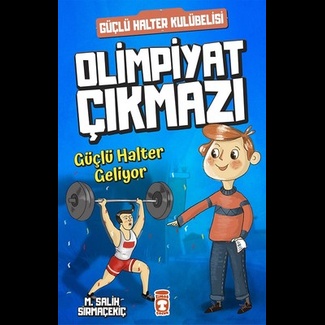 GÜÇLÜ HALTER KULÜBELİSİ
OLİMPİYAT
ÇIKMAZI
Güçlü Halter
Geliyor
M. SALİH
SIRMAÇEKİÇ